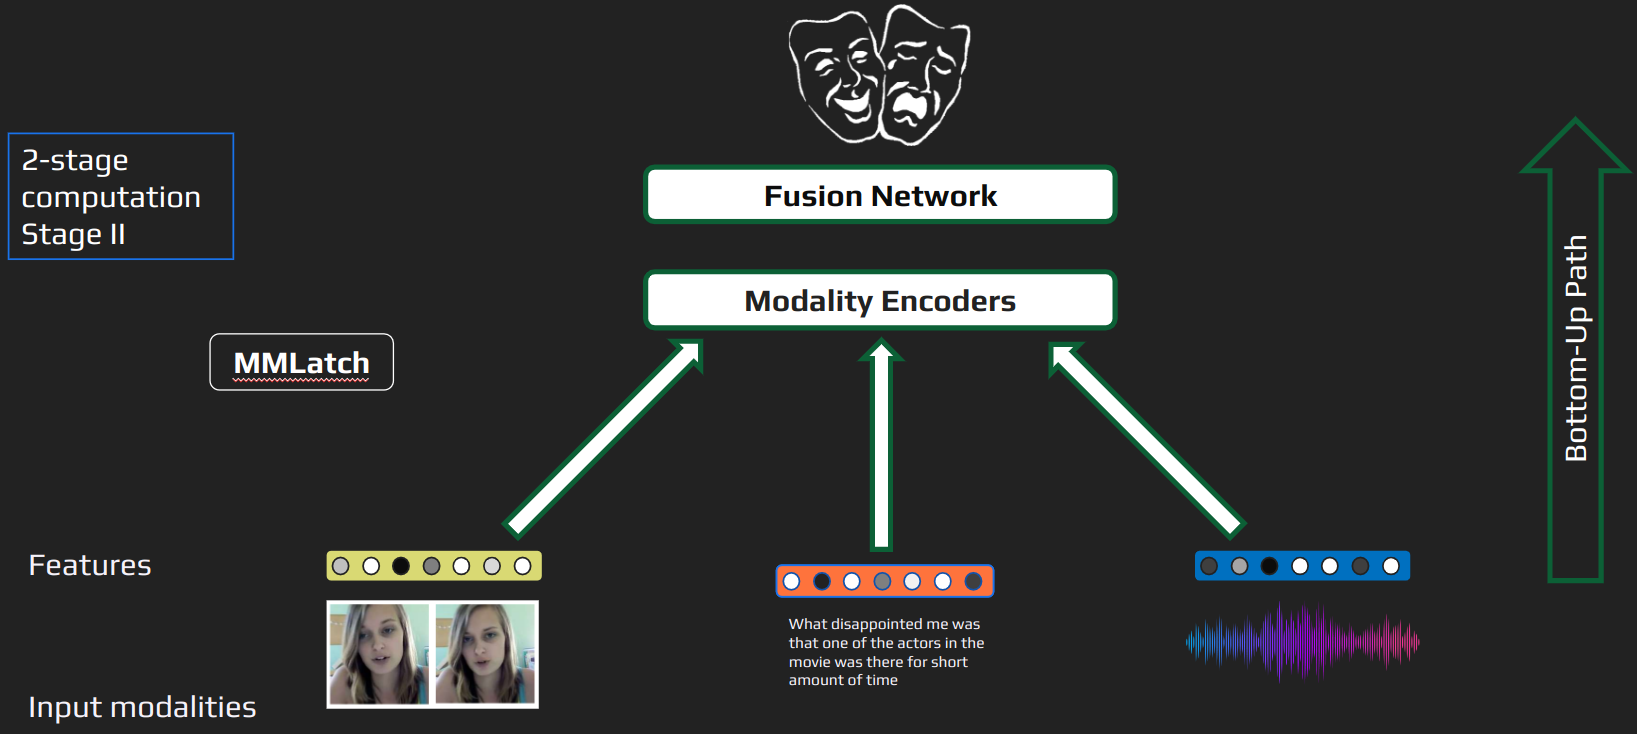 2-stage
computation
Stage II
Fusion Network
Modality Encoders
MMLatch
Bottom-Up Path
Features
What disappointed me was
that one of the actors in the
movie was there for short
amount of time
Input modalities